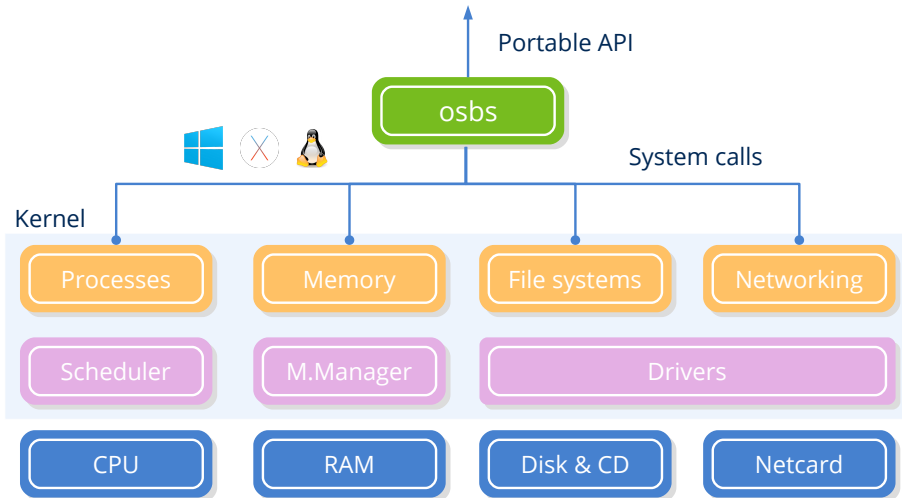 Portable API
osbs
System calls
Kernel
Processes
Memory
File systems
Networking
Scheduler
M.Manager
Drivers
CPU
RAM
Disk & CD
Netcard